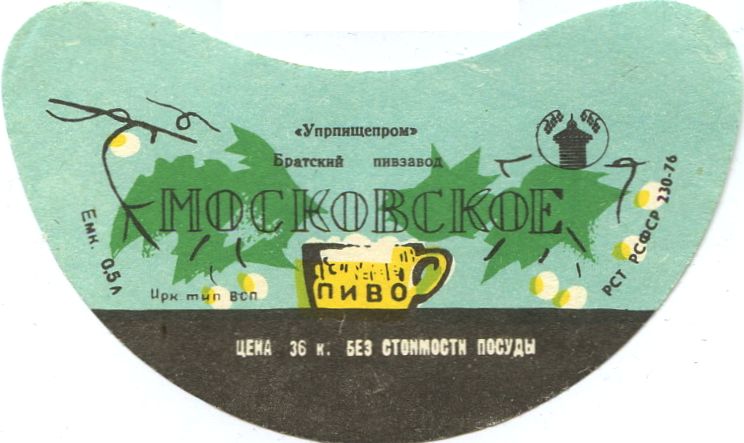 «Упрпищепром»
Братский пивзавод
МОСКОВСКОЕ
Емк. 0,5 л
РСТ РСФСР 230-76
Ирк тип ВСП
ПИВО
ЦЕНА 36 к. БЕЗ СТОИМОСТИ ПОСУДЫ